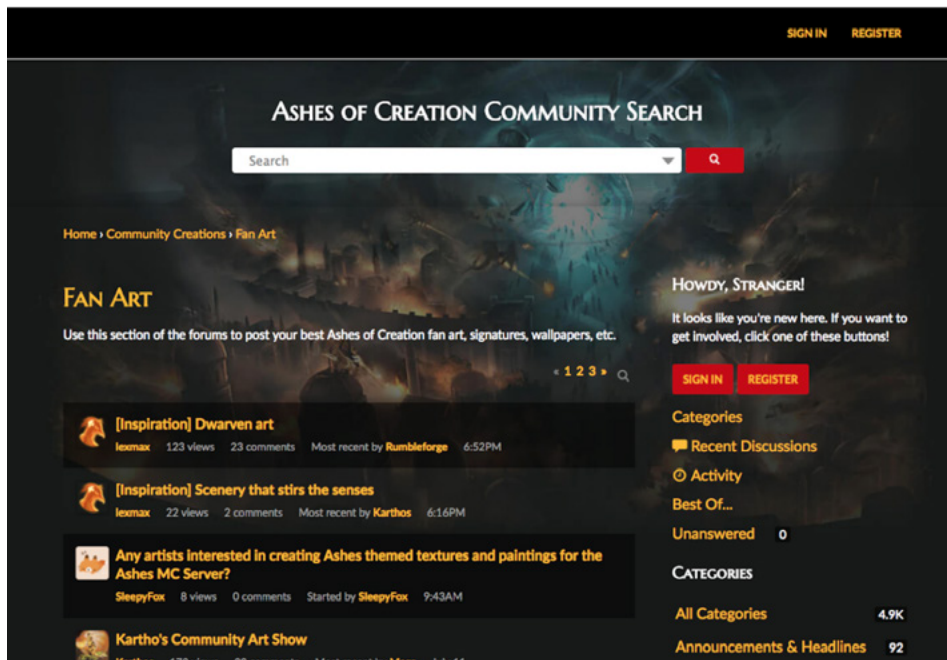 SIGN IN REGISTER
ASHES OF CREATION COMMUNITY SEARCH
Search
Home › Community Creations › Fan Art
FAN ART
Use this section of the forums to post your best Ashes of Creation fan art, signatures, wallpapers, etc.
« 1 2 3 »
[Inspiration] Dwarven art
lexmax 123 views 23 comments Most recent by Rumbleforge 6:52PM
[Inspiration] Scenery that stirs the senses
lexmax 22 views 2 comments Most recent by Karthos 6:16PM
Any artists interested in creating Ashes themed textures and paintings for the
Ashes MC Server?
SleepyFox 8 views 0 comments Started by SleepyFox 9:43AM
Kartho's Community Art Show
HOWDY, STRANGER!
It looks like you're new here. If you want to
get involved, click one of these buttons!
SIGN IN REGISTER
Categories
Recent Discussions
Activity
Best Of...
Unanswered 0
CATEGORIES
All Categories 4.9K
Announcements & Headlines 92